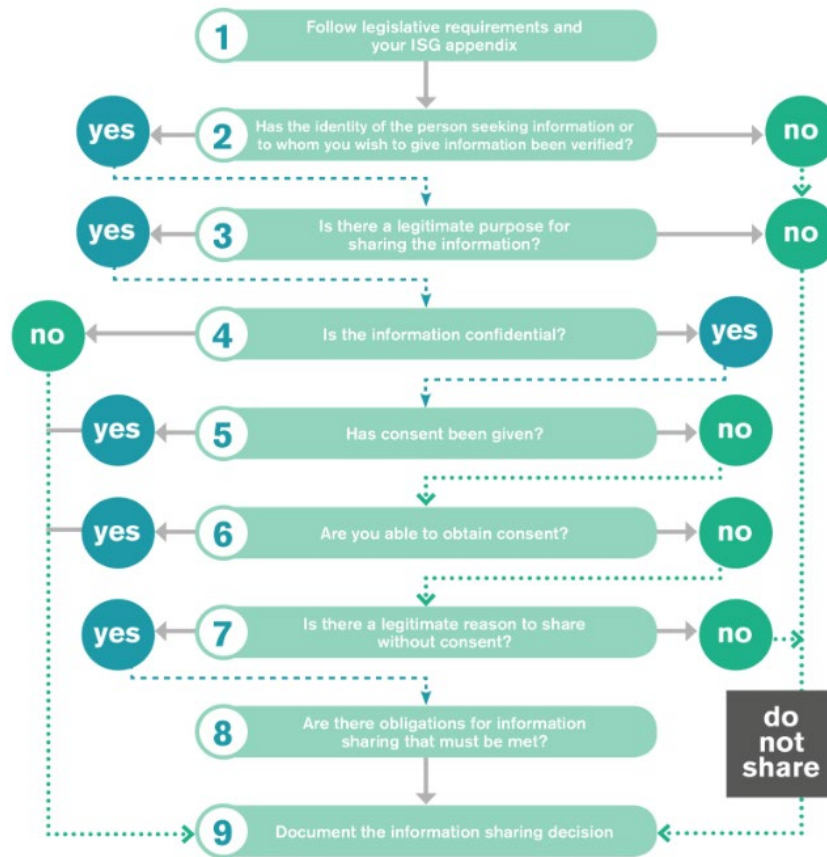 1
Follow legislative requirements and
your ISG appendix
yes
2
Has the identity of the person seeking information or
to whom you wish to give information been verified?
no
yes
3
Is there a legitimate purpose for
sharing the information?
no
no
4
Is the information confidential?
yes
yes
5
Has consent been given?
no
yes
6
Are you able to obtain consent?
no
yes
7
Is there a legitimate reason to share
without consent?
no
8
Are there obligations for information
sharing that must be met?
do
not
share
9
Document the information sharing decision